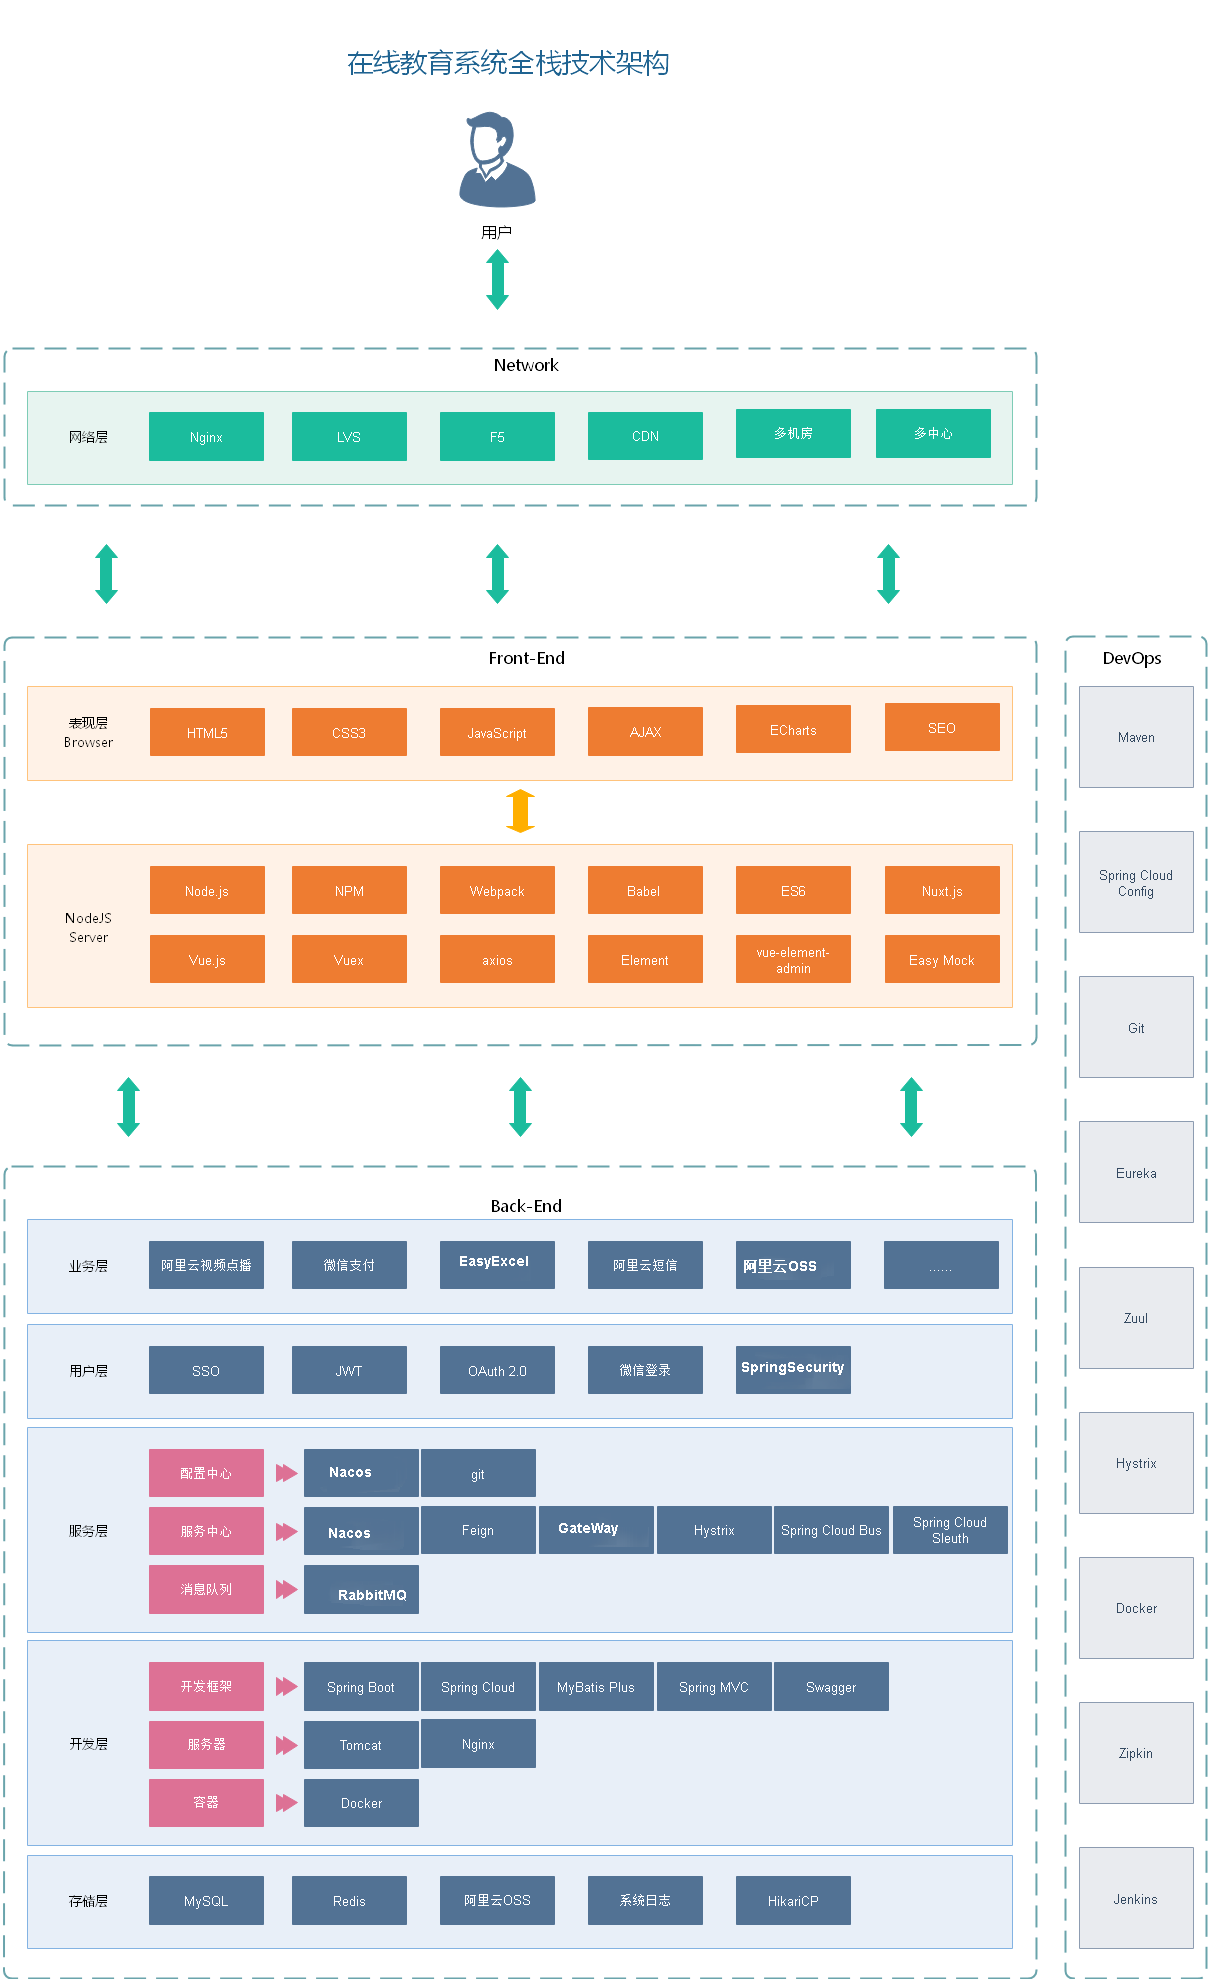 在线教育系统全栈技术架构
用户
Network
网络层
Nginx
LVS
F5
CDN
多机房
多中心
Front-End
表现层
Browser
HTML5
CSS3
JavaScript
AJAX
ECharts
SEO
NodeJS
Server
Node.js
NPM
Webpack
Babel
ES6
Nuxt.js
Vue.js
Vuex
axios
Element
vue-element-
admin
Easy Mock
Back-End
业务层
阿里云视频点播
微信支付
EasyExcel
阿里云短信
阿里云OSS
......
用户层
SSO
JWT
OAuth 2.0
微信登录
SpringSecurity
服务层
配置中心
Nacos
git
服务中心
Nacos
Feign
GateWay
Hystrix
Spring Cloud Bus
Spring Cloud
Sleuth
消息队列
RabbitMQ
开发层
开发框架
Spring Boot
Spring Cloud
MyBatis Plus
Spring MVC
Swagger
服务器
Tomcat
Nginx
容器
Docker
存储层
MySQL
Redis
阿里云OSS
系统日志
HikariCP
DevOps
Maven
Spring Cloud
Config
Git
Eureka
Zuul
Hystrix
Docker
Zipkin
Jenkins